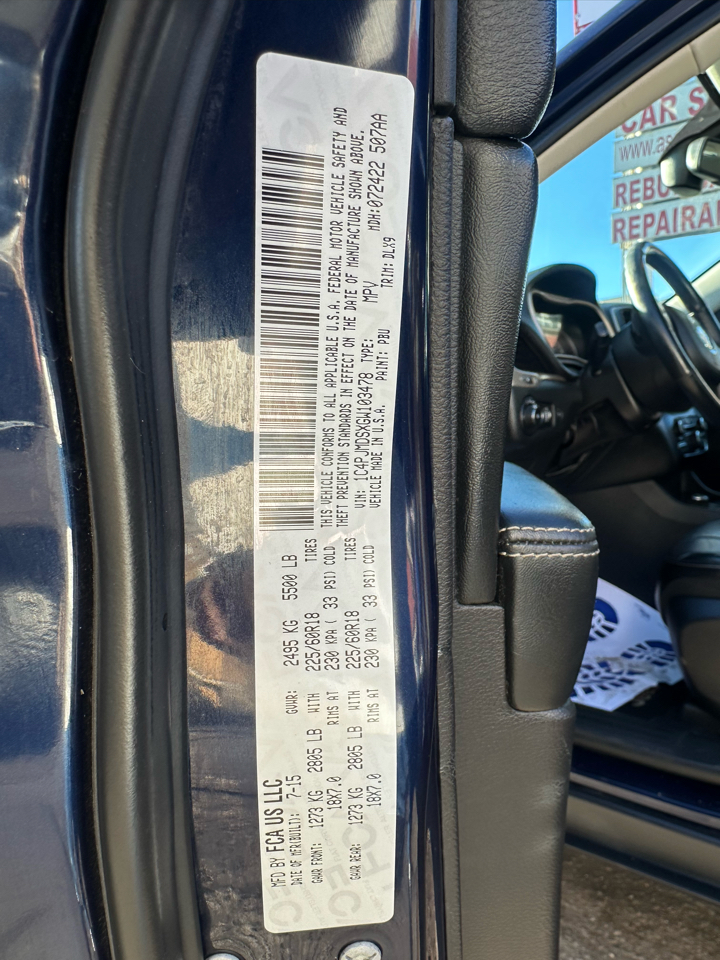 MFD BY FCA US LLC
DATE OF MFR(BUILT): 7-15 GVWR: 2495 KG 5500 LB
GAWR FRONT: 1273 KG 2805 LB WITH 225/60R18 TIRES
18X7.0 RIMS AT 230 KPA ( 33 PSI) COLD
GAWR REAR: 1273 KG 2805 LB WITH 225/60R18 TIRES
18X7.0 RIMS AT 230 KPA ( 33 PSI) COLD
THIS VEHICLE CONFORMS TO ALL APPLICABLE U.S.A. FEDERAL MOTOR VEHICLE SAFETY AND
THEFT PREVENTION STANDARDS IN EFFECT ON THE DATE OF MANUFACTURE SHOWN ABOVE.
VIN: 1C4PJMDSXGW103478 TYPE: MPV MDH: 072422 507AA
VEHICLE MADE IN U.S.A. PAINT: PBU TRIM: DLX9
CAR S
www.as
REBU
REPAIRA